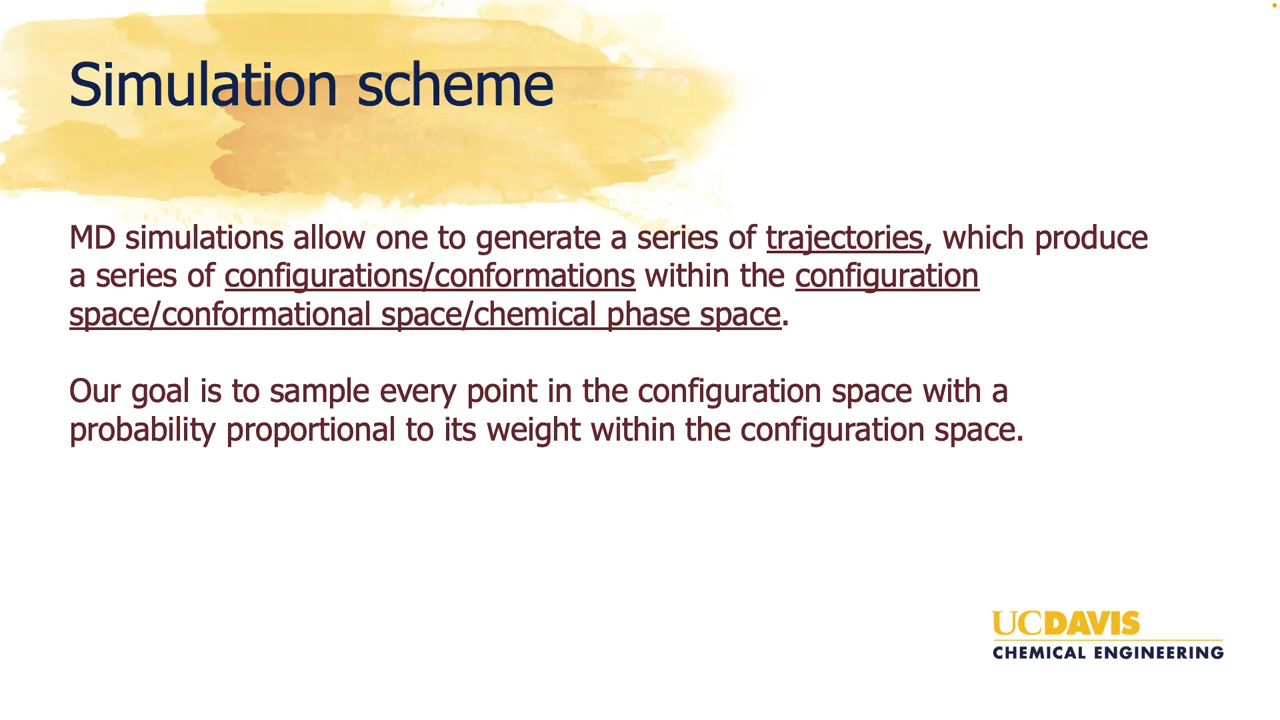 Simulation scheme
MD simulations allow one to generate a series of trajectories, which produce
a series of configurations/conformations within the configuration
space/conformational space/chemical phase space.
Our goal is to sample every point in the configuration space with a
probability proportional to its weight within the configuration space.
UCDAVIS
CHEMICAL ENGINEERING